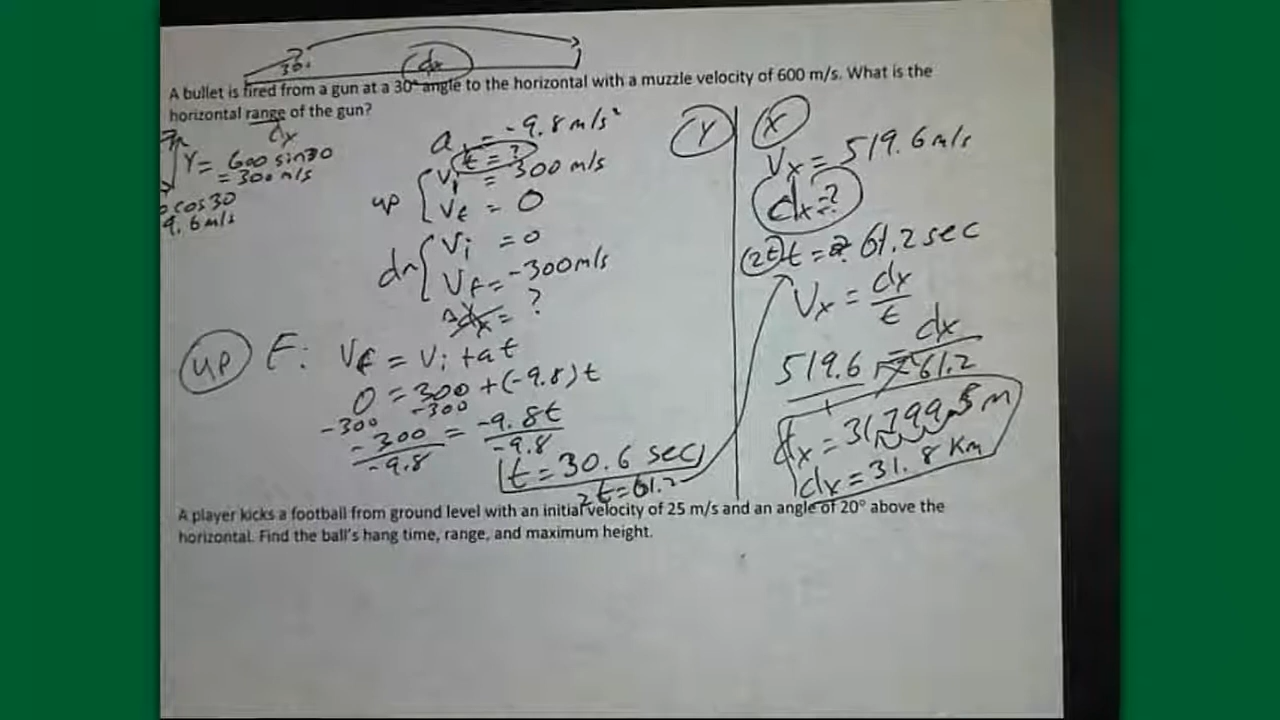 30°
dx
A bullet is fired from a gun at a 30° angle to the horizontal with a muzzle velocity of 600 m/s. What is the
horizontal range of the gun?
dx
Y = 600 sin30
= 300 m/s
cos30
9.6m/s
a = -9.8 m/s²
t = ?
up Vi = 300 m/s
Vf = 0
dn Vi = 0
Vf = -300m/s
dx = ?
up F: Vf = Vi + at
0 = 300 + (-9.8) t
-300 -300
-300 = -9.8t
-9.8 -9.8
t = 30.6 sec
2t = 61.2
Y
X
Vx = 519.6 m/s
dx = ?
(2t) t = 61.2 sec
Vx = dx
t
519.6 = dx
61.2
dx = 31,799.5 m
dx = 31.8 Km
A player kicks a football from ground level with an initial velocity of 25 m/s and an angle of 20° above the
horizontal. Find the ball's hang time, range, and maximum height.